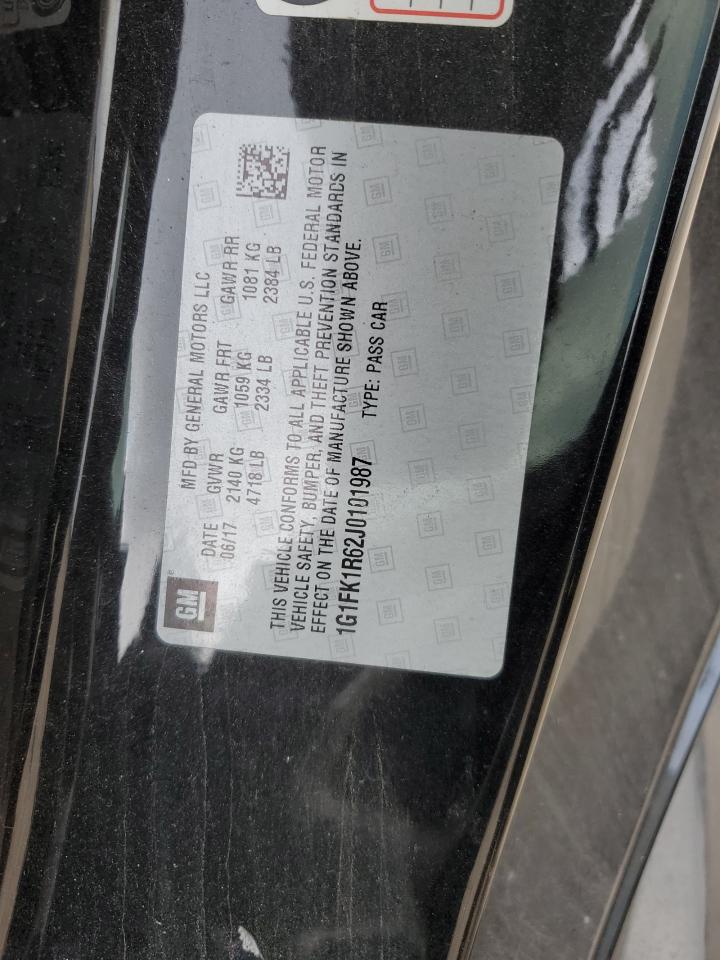 GM
MFD BY GENERAL MOTORS LLC
DATE GVWR GAWR FRT GAWR RR
06/17 2140 KG 1059 KG 1081 KG
4718 LB 2334 LB 2384 LB
THIS VEHICLE CONFORMS TO ALL APPLICABLE U.S. FEDERAL MOTOR
VEHICLE SAFETY, BUMPER, AND THEFT PREVENTION STANDARDS IN
EFFECT ON THE DATE OF MANUFACTURE SHOWN ABOVE.
1G1FK1R62J0101987 TYPE: PASS CAR